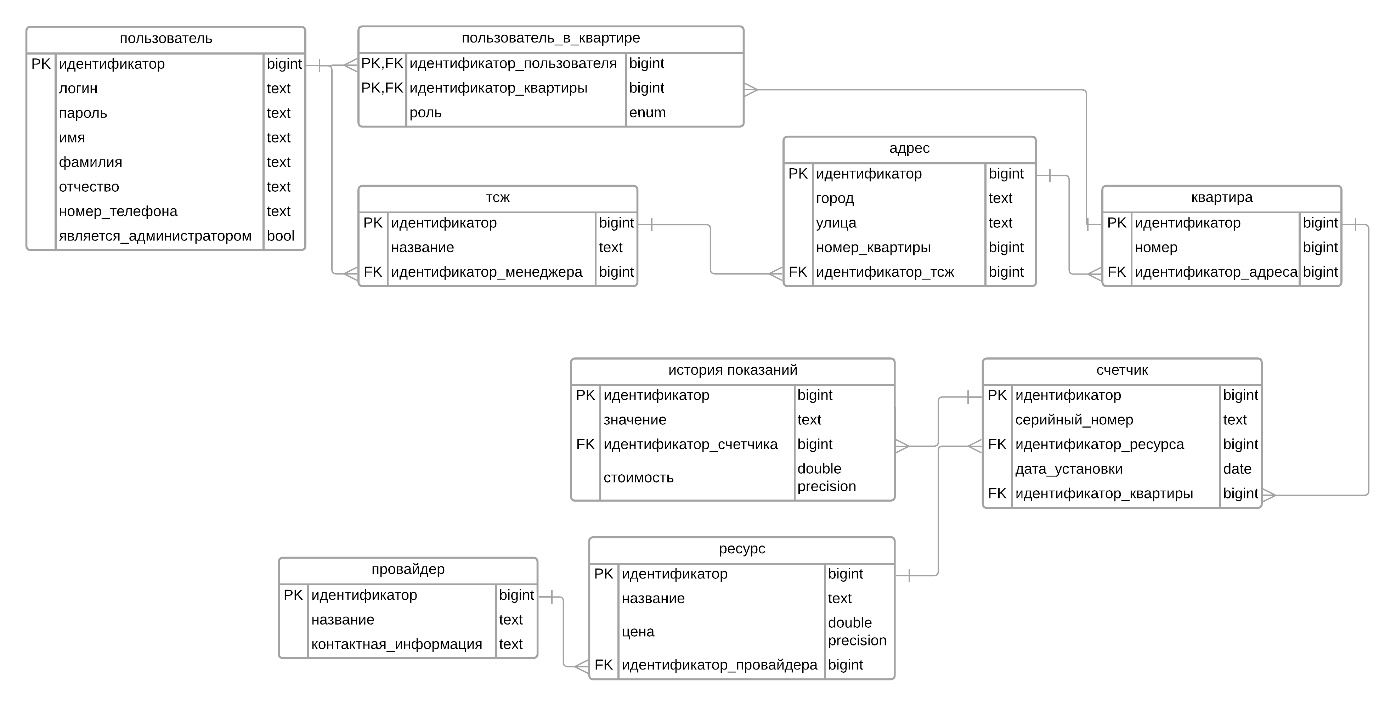 пользователь
PK идентификатор bigint
логин text
пароль text
имя text
фамилия text
отчество text
номер_телефона text
является_администратором bool
пользователь_в_квартире
PK,FK идентификатор_пользователя bigint
PK,FK идентификатор_квартиры bigint
роль enum
тсж
PK идентификатор bigint
название text
FK идентификатор_менеджера bigint
адрес
PK идентификатор bigint
город text
улица text
номер_квартиры bigint
FK идентификатор_тсж bigint
квартира
PK идентификатор bigint
номер bigint
FK идентификатор_адреса bigint
история показаний
PK идентификатор bigint
значение text
FK идентификатор_счетчика bigint
стоимость double
precision
счетчик
PK идентификатор bigint
серийный_номер text
FK идентификатор_ресурса bigint
дата_установки date
FK идентификатор_квартиры bigint
провайдер
PK идентификатор bigint
название text
контактная_информация text
ресурс
PK идентификатор bigint
название text
цена double
precision
FK идентификатор_провайдера bigint